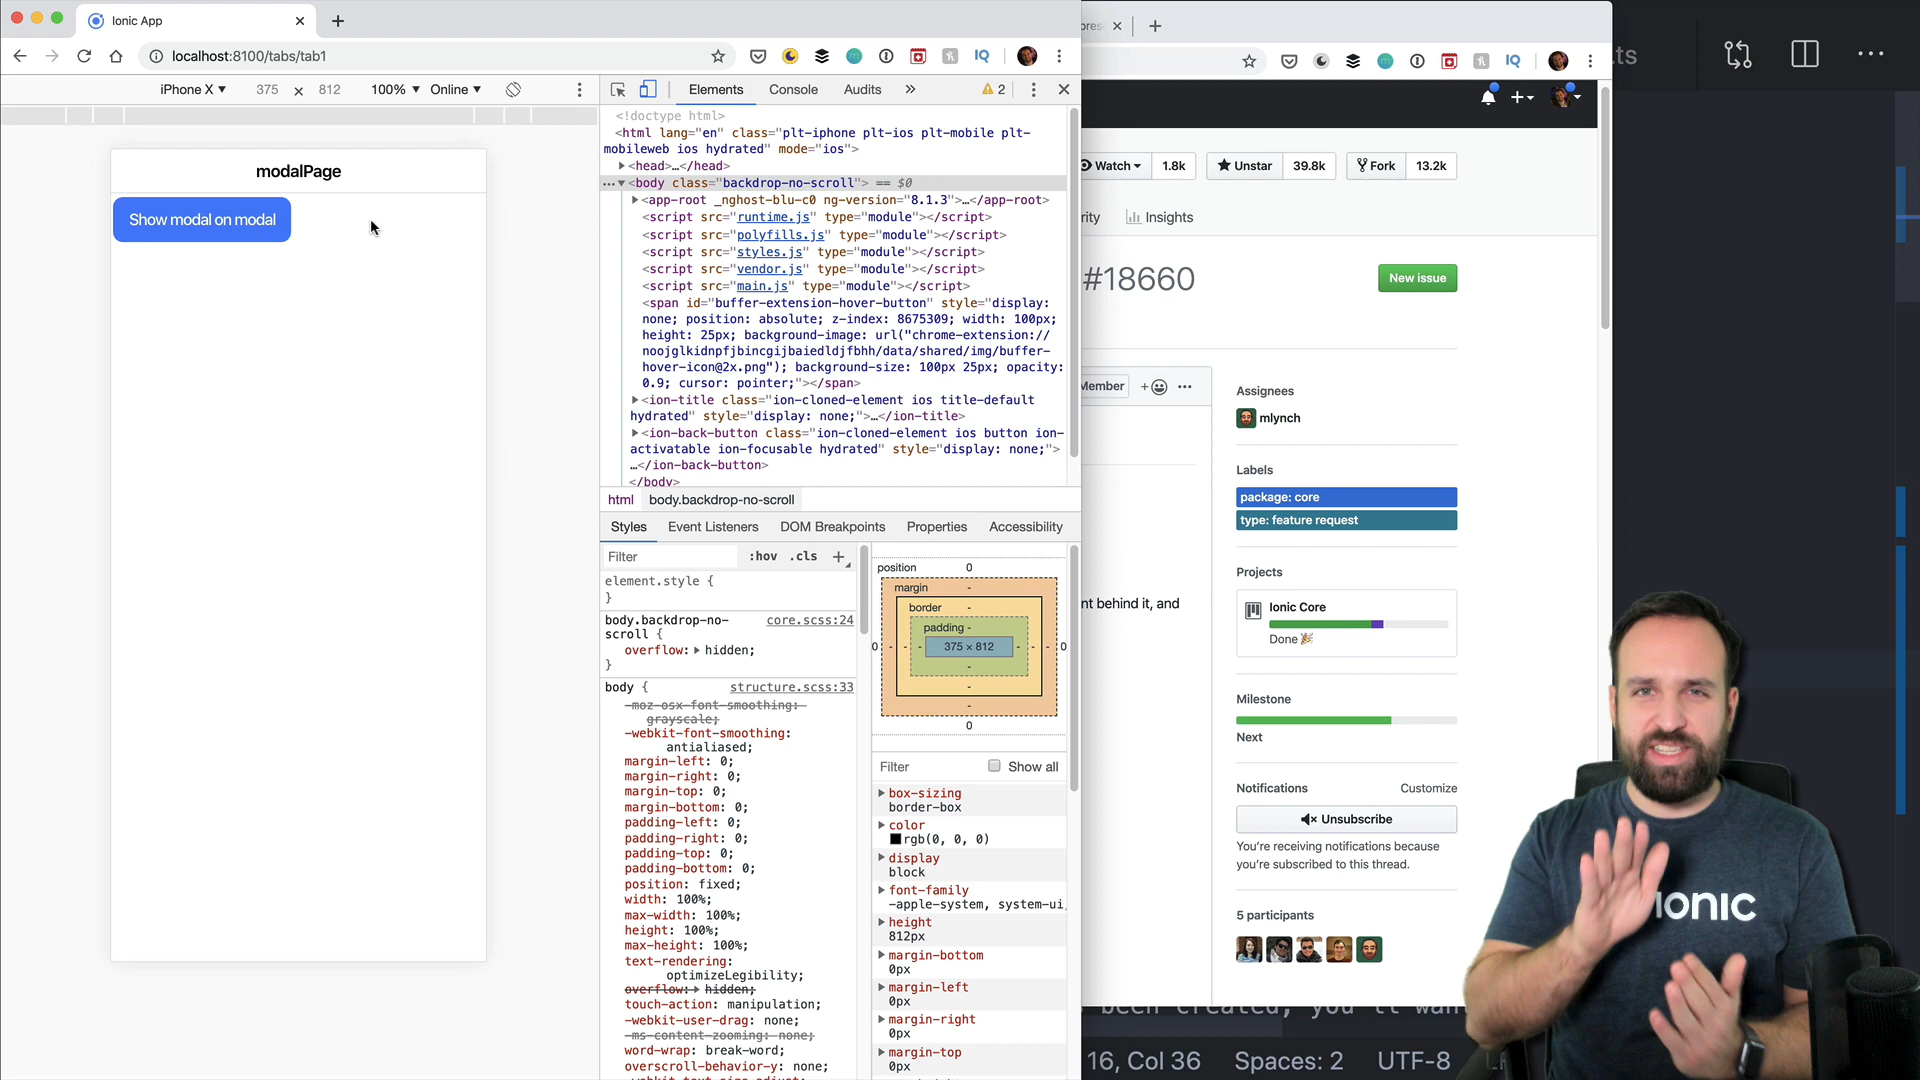 Ionic App
localhost:8100/tabs/tab1
iPhone X ▼ 375 × 812 100% ▼ Online ▼
modalPage
Show modal on modal
Elements Console Audits » 2
<!doctype html>
<html lang="en" class="plt-iphone plt-ios plt-mobile plt-
mobileweb ios hydrated" mode="ios">
<head>…</head>
<body class="backdrop-no-scroll"> == $0
<app-root _nghost-blu-c0 ng-version="8.1.3">…</app-root>
<script src="runtime.js" type="module"></script>
<script src="polyfills.js" type="module"></script>
<script src="styles.js" type="module"></script>
<script src="vendor.js" type="module"></script>
<script src="main.js" type="module"></script>
<span id="buffer-extension-hover-button" style="display:
none; position: absolute; z-index: 8675309; width: 100px;
height: 25px; background-image: url("chrome-extension://
noojglkidnpfjbincgijbaiedldjfbhh/data/shared/img/buffer-
hover-icon@2x.png"); background-size: 100px 25px; opacity:
0.9; cursor: pointer;"></span>
<ion-title class="ion-cloned-element ios title-default
hydrated" style="display: none;">…</ion-title>
<ion-back-button class="ion-cloned-element ios button ion-
activatable ion-focusable hydrated" style="display: none;">
…</ion-back-button>
</body>
html body.backdrop-no-scroll
Styles Event Listeners DOM Breakpoints Properties Accessibility
Filter :hov .cls +
element.style {
}
body.backdrop-no- core.scss:24
scroll {
overflow: hidden;
}
body { structure.scss:33
-moz-osx-font-smoothing:
grayscale;
-webkit-font-smoothing:
antialiased;
margin-left: 0;
margin-right: 0;
margin-top: 0;
margin-bottom: 0;
padding-left: 0;
padding-right: 0;
padding-top: 0;
padding-bottom: 0;
position: fixed;
width: 100%;
max-width: 100%;
height: 100%;
max-height: 100%;
text-rendering:
optimizeLegibility;
overflow: hidden;
touch-action: manipulation;
-webkit-user-drag: none;
-ms-content-zooming: none;
word-wrap: break-word;
overscroll-behavior-y: none;
position 0
margin -
border -
padding -
0 - - - 375 × 812 - - - 0
-
-
-
0
Filter Show all
box-sizing
border-box
color
rgb(0, 0, 0)
display
block
font-family
-apple-system, system-ui,
height
812px
margin-bottom
0px
margin-left
0px
margin-right
0px
margin-top
0px
Watch 1.8k Unstar 39.8k Fork 13.2k
Insights
#18660
New issue
Member
nt behind it, and
Assignees
mlynch
Labels
package: core
type: feature request
Projects
Ionic Core
Done
Milestone
Next
Notifications Customize
Unsubscribe
You're receiving notifications because
you're subscribed to this thread.
5 participants
ionic
been created, you'll
16, Col 36 Spaces: 2 UTF-8